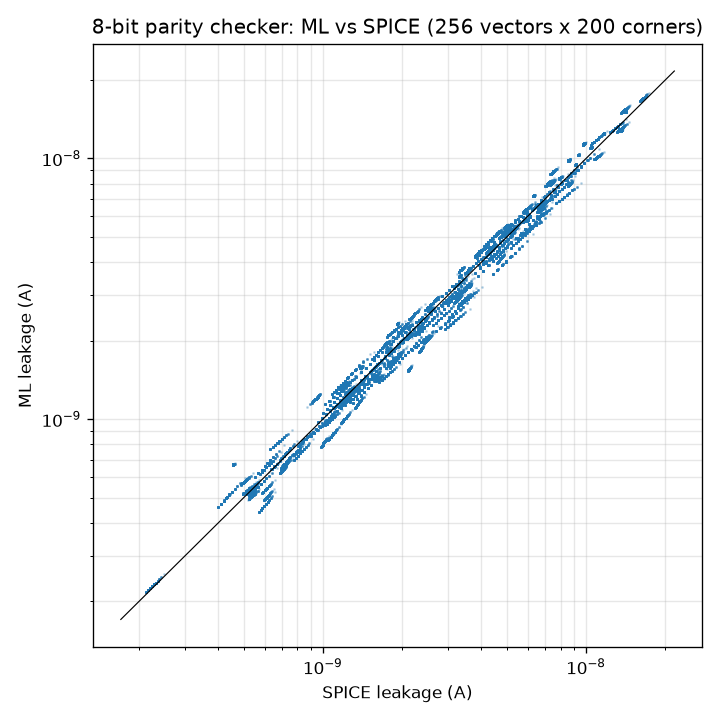 8-bit parity checker: ML vs SPICE (256 vectors x 200 corners)
10⁻⁸
10⁻⁹
ML leakage (A)
10⁻⁹ 10⁻⁸
SPICE leakage (A)